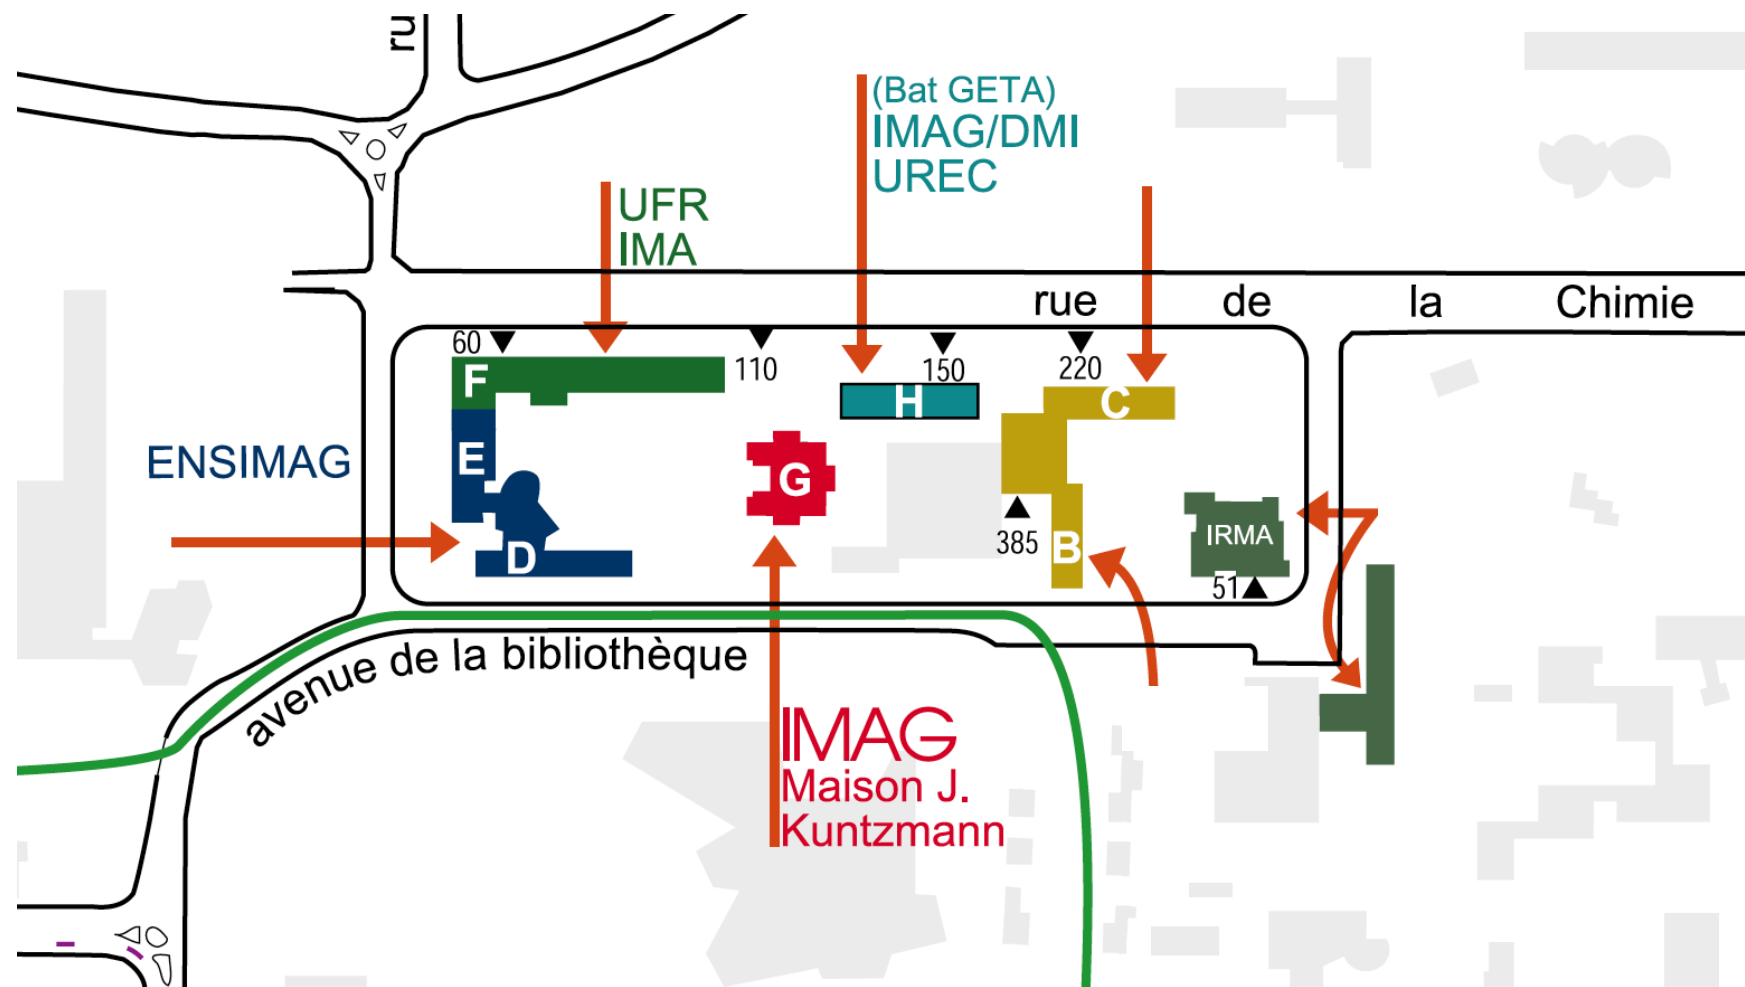 ru
(Bat GETA)
IMAG/DMI
UREC
UFR
IMA
rue de la Chimie
60
110
150
220
F
H
C
E
ENSIMAG
G
385
D
B
IRMA
51
avenue de la bibliothèque
IMAG
Maison J.
Kuntzmann